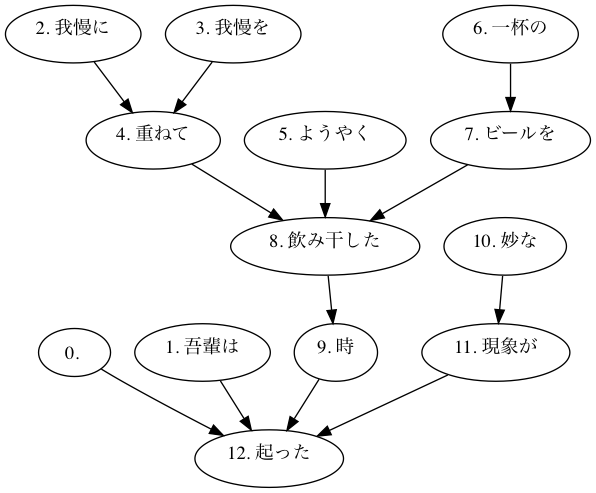 2. 我慢に
3. 我慢を
6. 一杯の
4. 重ねて
5. ようやく
7. ビールを
8. 飲み干した
10. 妙な
0.
1. 吾輩は
9. 時
11. 現象が
12. 起った